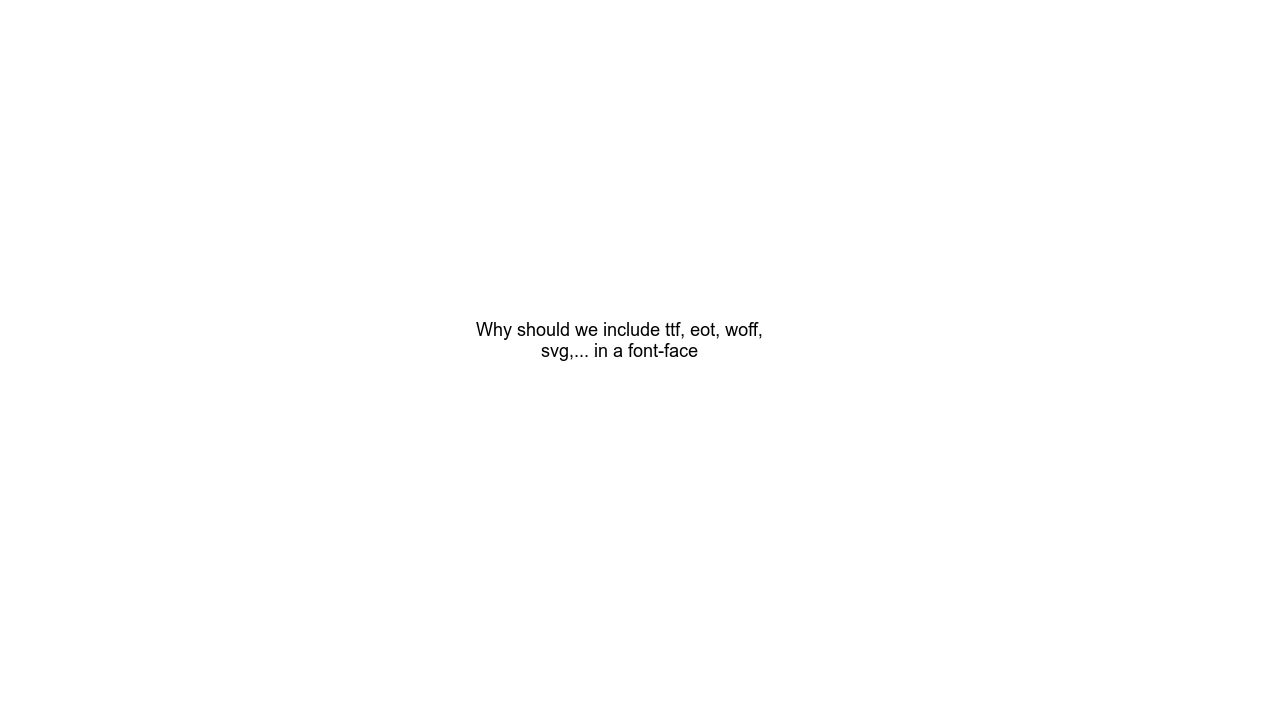 Why should we include ttf, eot, woff,
svg,... in a font-face